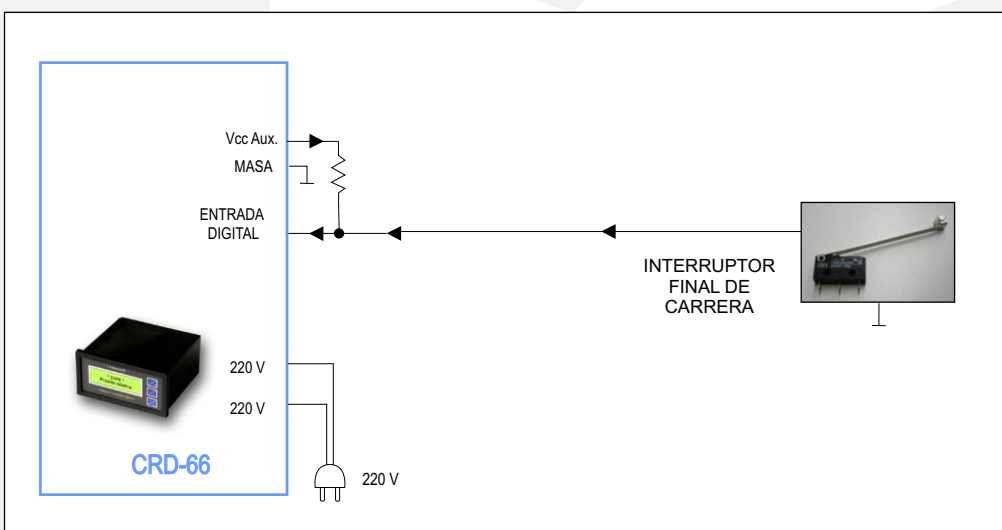 Vcc Aux.
MASA
ENTRADA
DIGITAL
INTERRUPTOR
FINAL DE
CARRERA
220 V
220 V
CRD-66
220 V